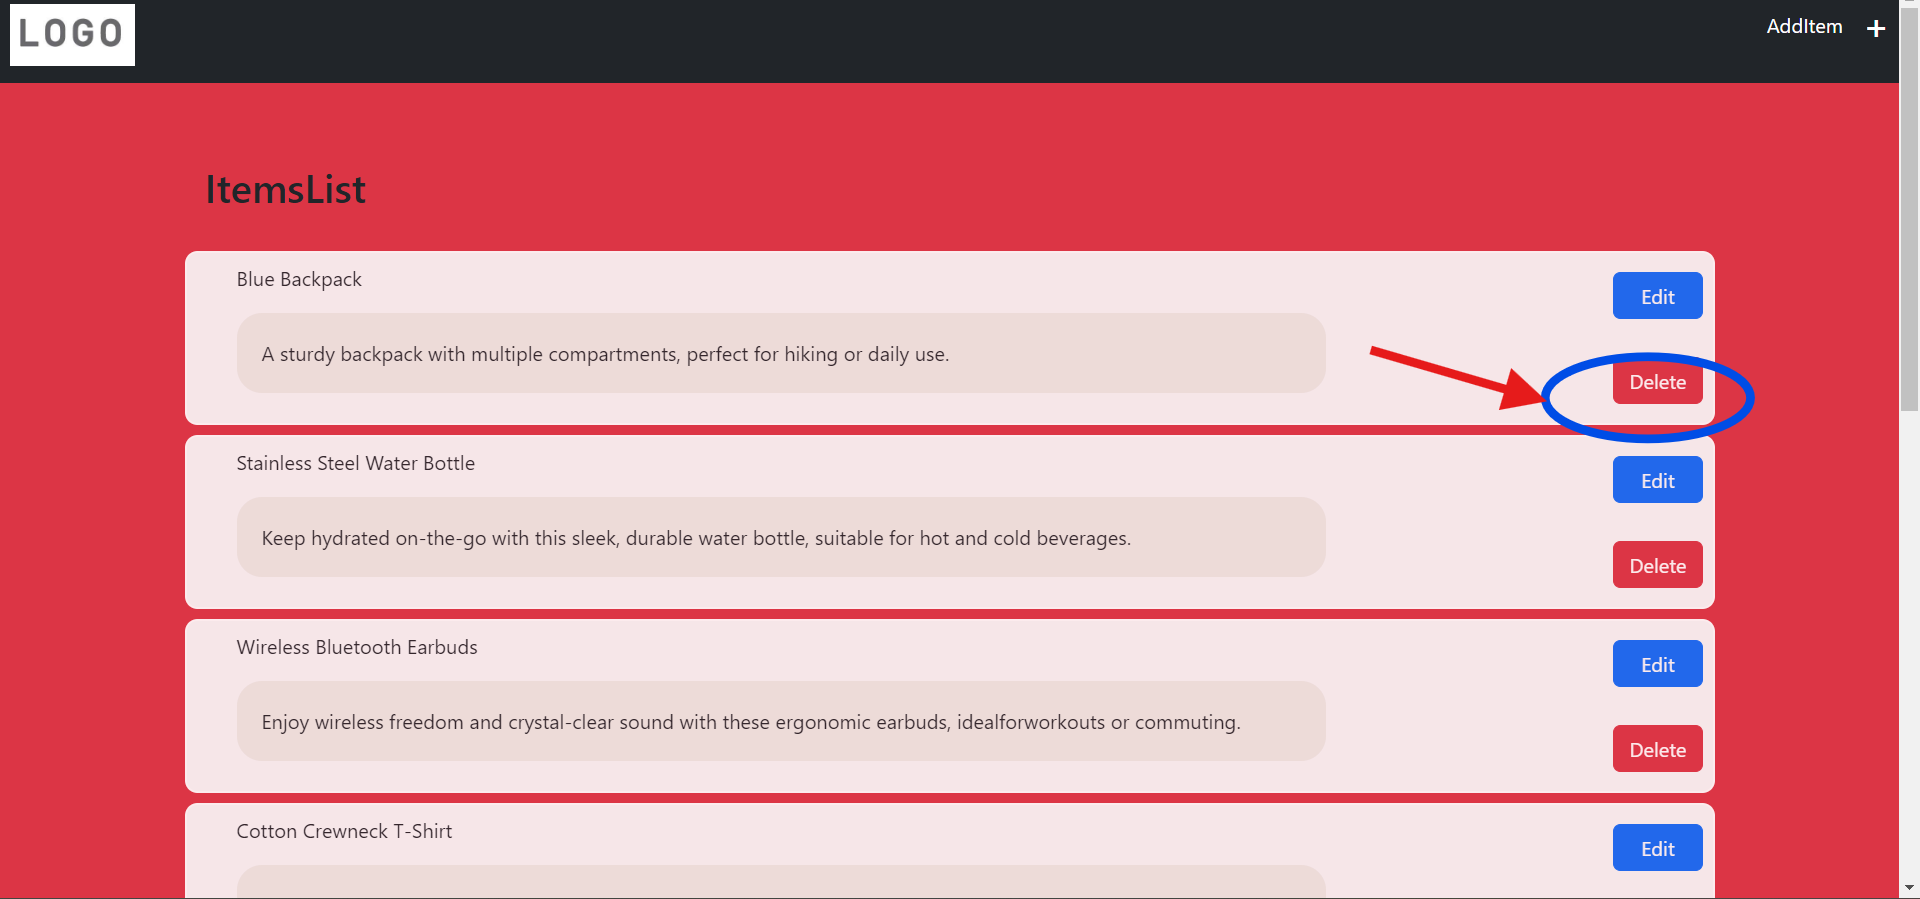 LOGO
AddItem +
ItemsList
Blue Backpack
Edit
A sturdy backpack with multiple compartments, perfect for hiking or daily use.
Delete
Stainless Steel Water Bottle
Edit
Keep hydrated on-the-go with this sleek, durable water bottle, suitable for hot and cold beverages.
Delete
Wireless Bluetooth Earbuds
Edit
Enjoy wireless freedom and crystal-clear sound with these ergonomic earbuds, idealforworkouts or commuting.
Delete
Cotton Crewneck T-Shirt
Edit